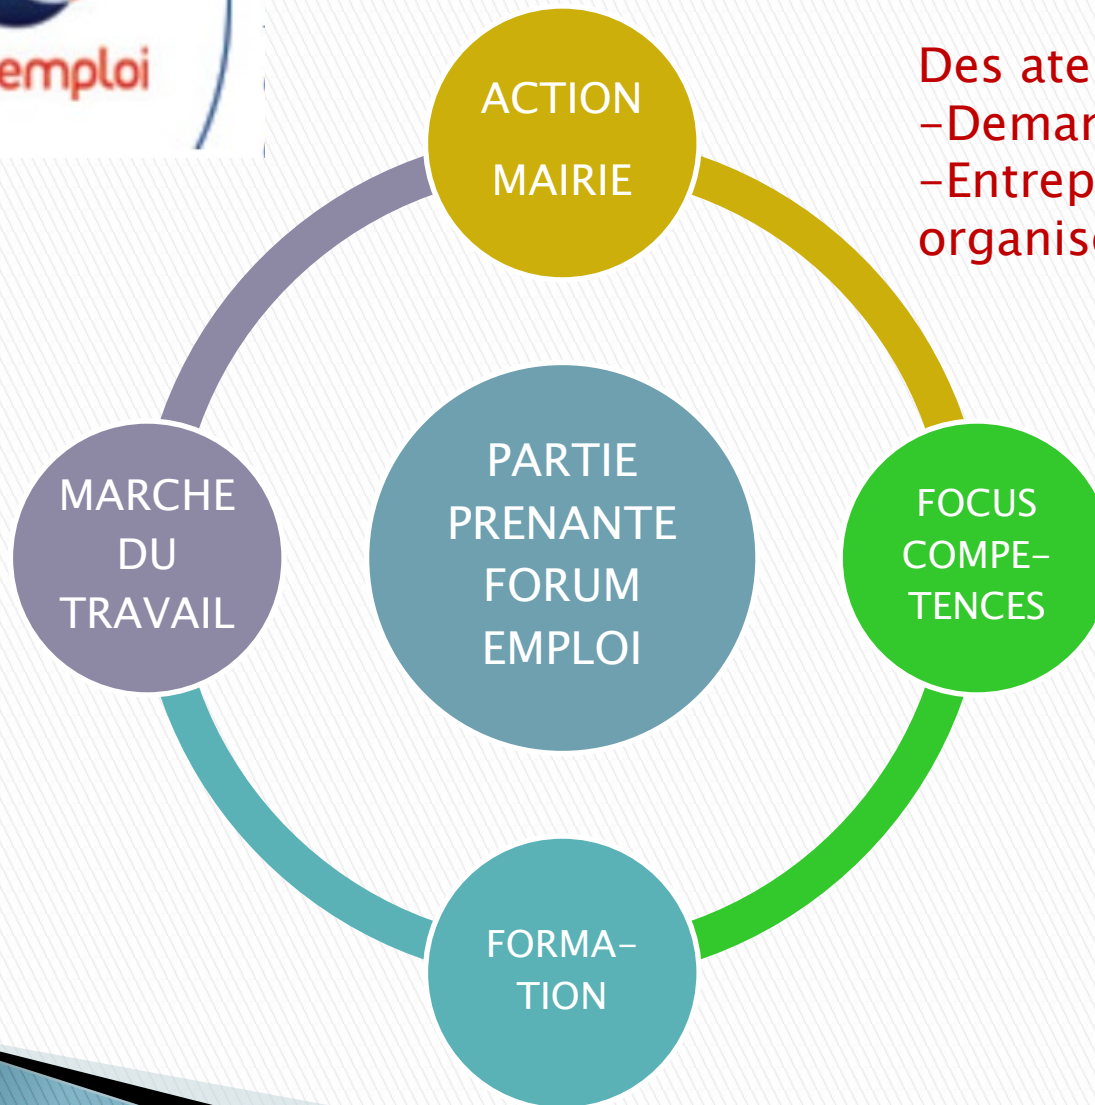 emploi
Des ate
-Deman
-Entrep
organis
ACTION
MAIRIE
MARCHE
DU
TRAVAIL
PARTIE
PRENANTE
FORUM
EMPLOI
FOCUS
COMPE-
TENCES
FORMA-
TION